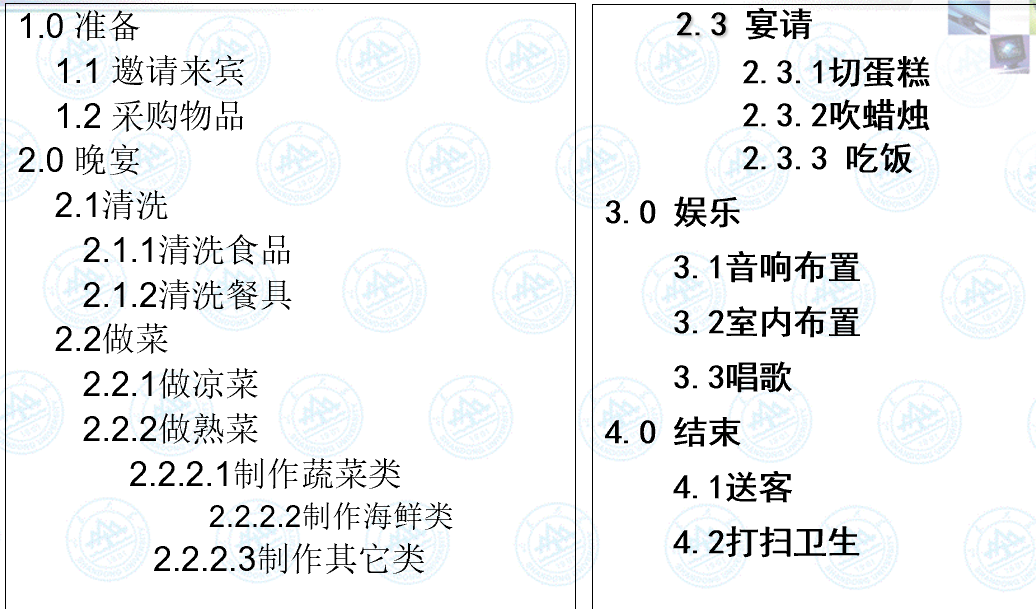 1.0 准备
1.1 邀请来宾
1.2 采购物品
2.0 晚宴
2.1清洗
2.1.1清洗食品
2.1.2清洗餐具
2.2做菜
2.2.1做凉菜
2.2.2做熟菜
2.2.2.1制作蔬菜类
2.2.2.2制作海鲜类
2.2.2.3制作其它类
2.3 宴请
2.3.1切蛋糕
2.3.2吹蜡烛
2.3.3 吃饭
3.0 娱乐
3.1音响布置
3.2室内布置
3.3唱歌
4.0 结束
4.1送客
4.2打扫卫生